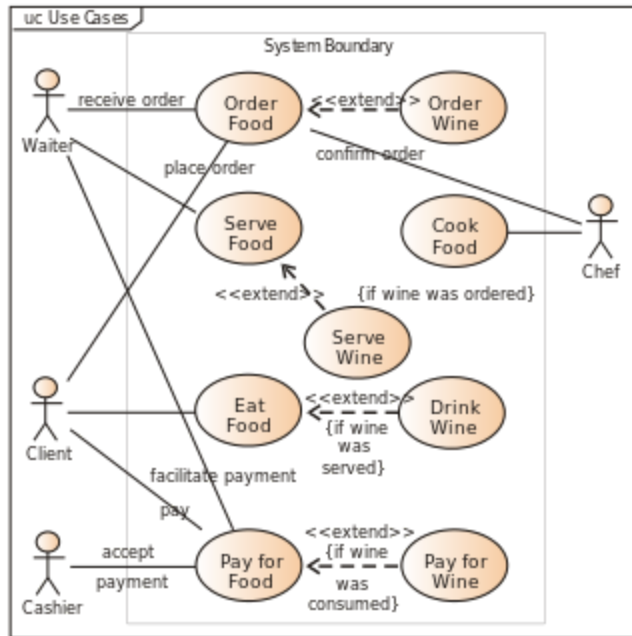 uc Use Cases
System Boundary
receive order
Order
Food
<<extend>>
Order
Wine
Waiter
place order
confirm order
Serve
Food
Cook
Food
Chef
<<extend>>
{if wine was ordered}
Serve
Wine
Eat
Food
<<extend>>
{if wine
was
served}
Drink
Wine
Client
facilitate payment
pay
accept
payment
Pay for
Food
<<extend>>
{if wine
was
consumed}
Pay for
Wine
Cashier